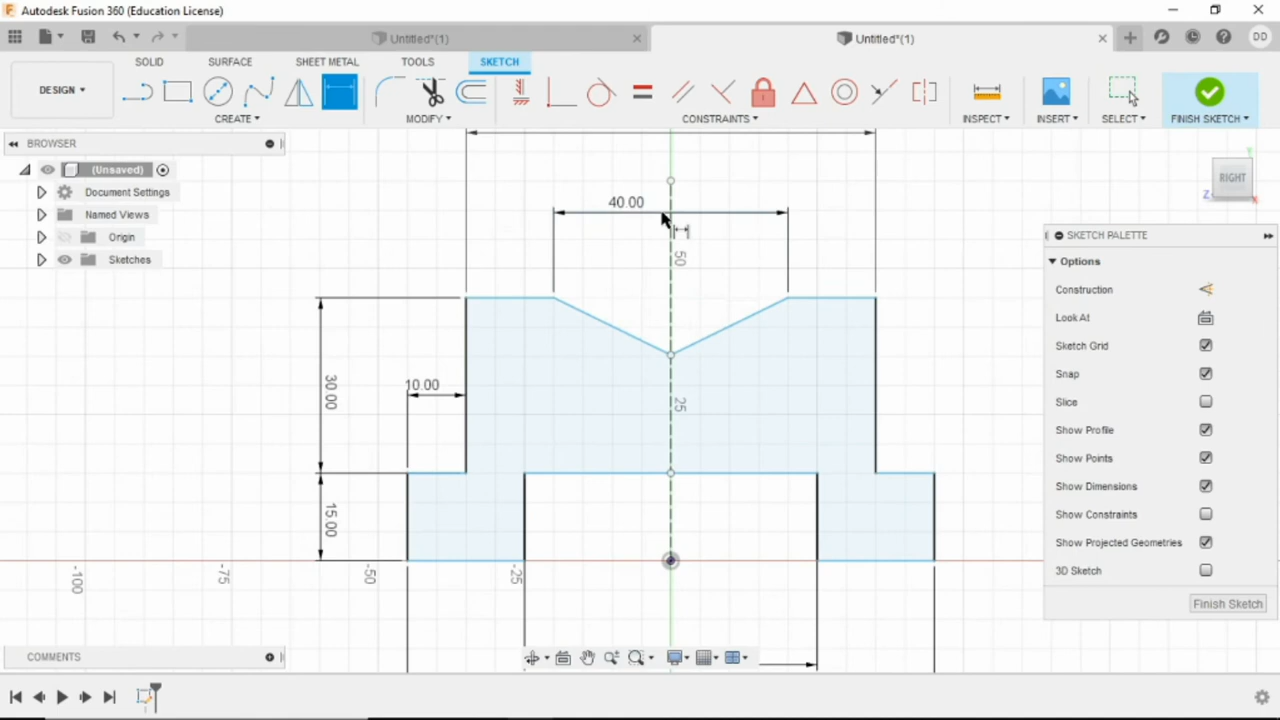 Autodesk Fusion 360 (Education License)
Untitled*(1)
Untitled*(1)
DD
SOLID SURFACE SHEET METAL TOOLS SKETCH
DESIGN
CREATE MODIFY CONSTRAINTS INSPECT INSERT SELECT FINISH SKETCH
BROWSER
(Unsaved)
Document Settings
Named Views
Origin
Sketches
RIGHT
Z
Y
X
SKETCH PALETTE
Options
Construction
Look At
Sketch Grid
Snap
Slice
Show Profile
Show Points
Show Dimensions
Show Constraints
Show Projected Geometries
3D Sketch
Finish Sketch
40.00
50
30.00
10.00
25
15.00
-100
-75
-50
-25
COMMENTS